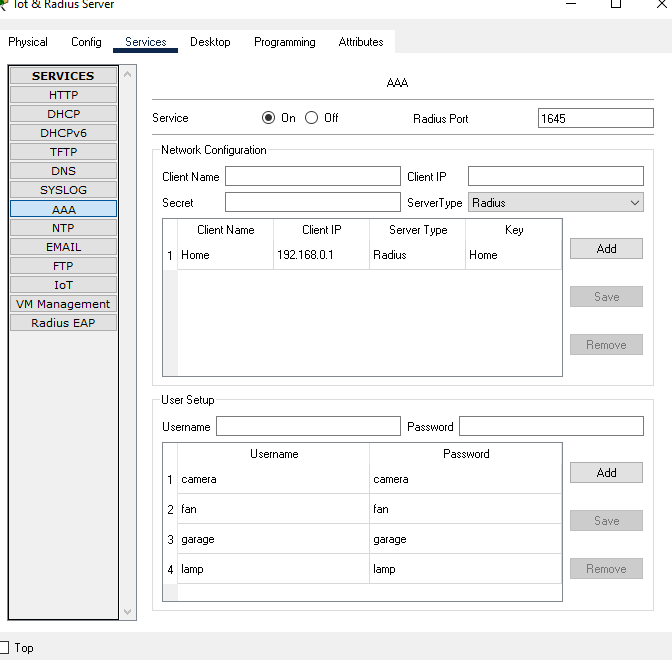 Iot & Radius Server
Physical Config Services Desktop Programming Attributes
SERVICES
HTTP
DHCP
DHCPv6
TFTP
DNS
SYSLOG
AAA
NTP
EMAIL
FTP
IoT
VM Management
Radius EAP
AAA
Service On Off Radius Port 1645
Network Configuration
Client Name Client IP
Secret ServerType Radius
Client Name Client IP Server Type Key
1 Home 192.168.0.1 Radius Home
Add
Save
Remove
User Setup
Username Password
Username Password
1 camera camera
2 fan fan
3 garage garage
4 lamp lamp
Add
Save
Remove
Top